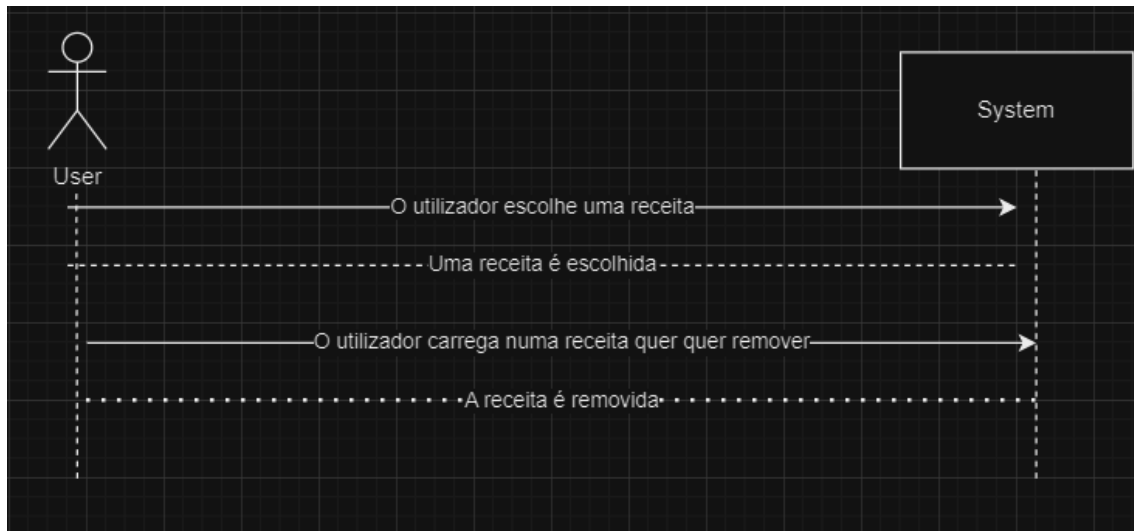 System
User
O utilizador escolhe uma receita
Uma receita é escolhida
O utilizador carrega numa receita quer quer remover
A receita é removida